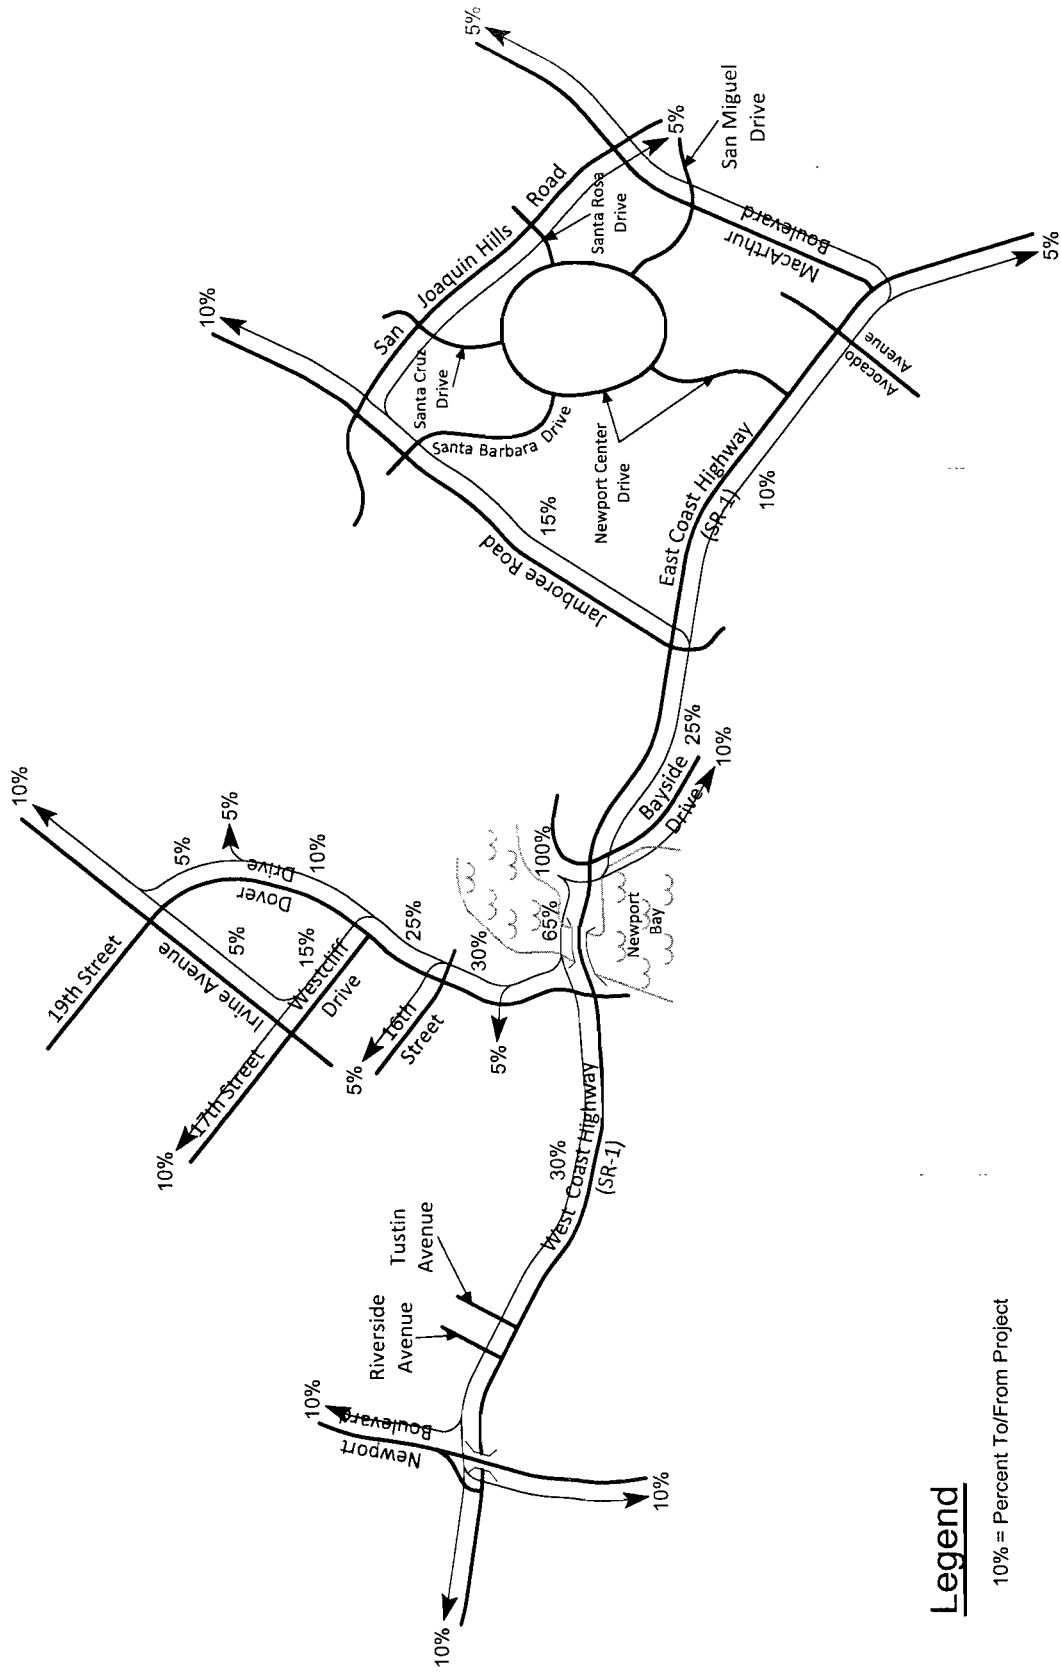 5%
10%
San
Joaquin Hills
Road
5%
San Miguel
Drive
Santa Rosa
Drive
Santa Cruz
Drive
Santa Barbara Drive
Newport Center
Drive
MacArthur
Boulevard
5%
Avocado
Avenue
15%
Jamboree Road
East Coast Highway
(SR-1)
10%
10%
5%
5%
Dover
Drive
10%
19th Street
Irvine Avenue
5%
15%
Westcliff
Drive
25%
17th Street
10%
16th
Street
5%
30%
5%
100%
65%
Newport
Bay
Bayside
Drive
25%
10%
West Coast Highway
(SR-1)
30%
Tustin
Avenue
Riverside
Avenue
10%
Newport
Boulevard
10%
10%
Legend
10% = Percent To/From Project